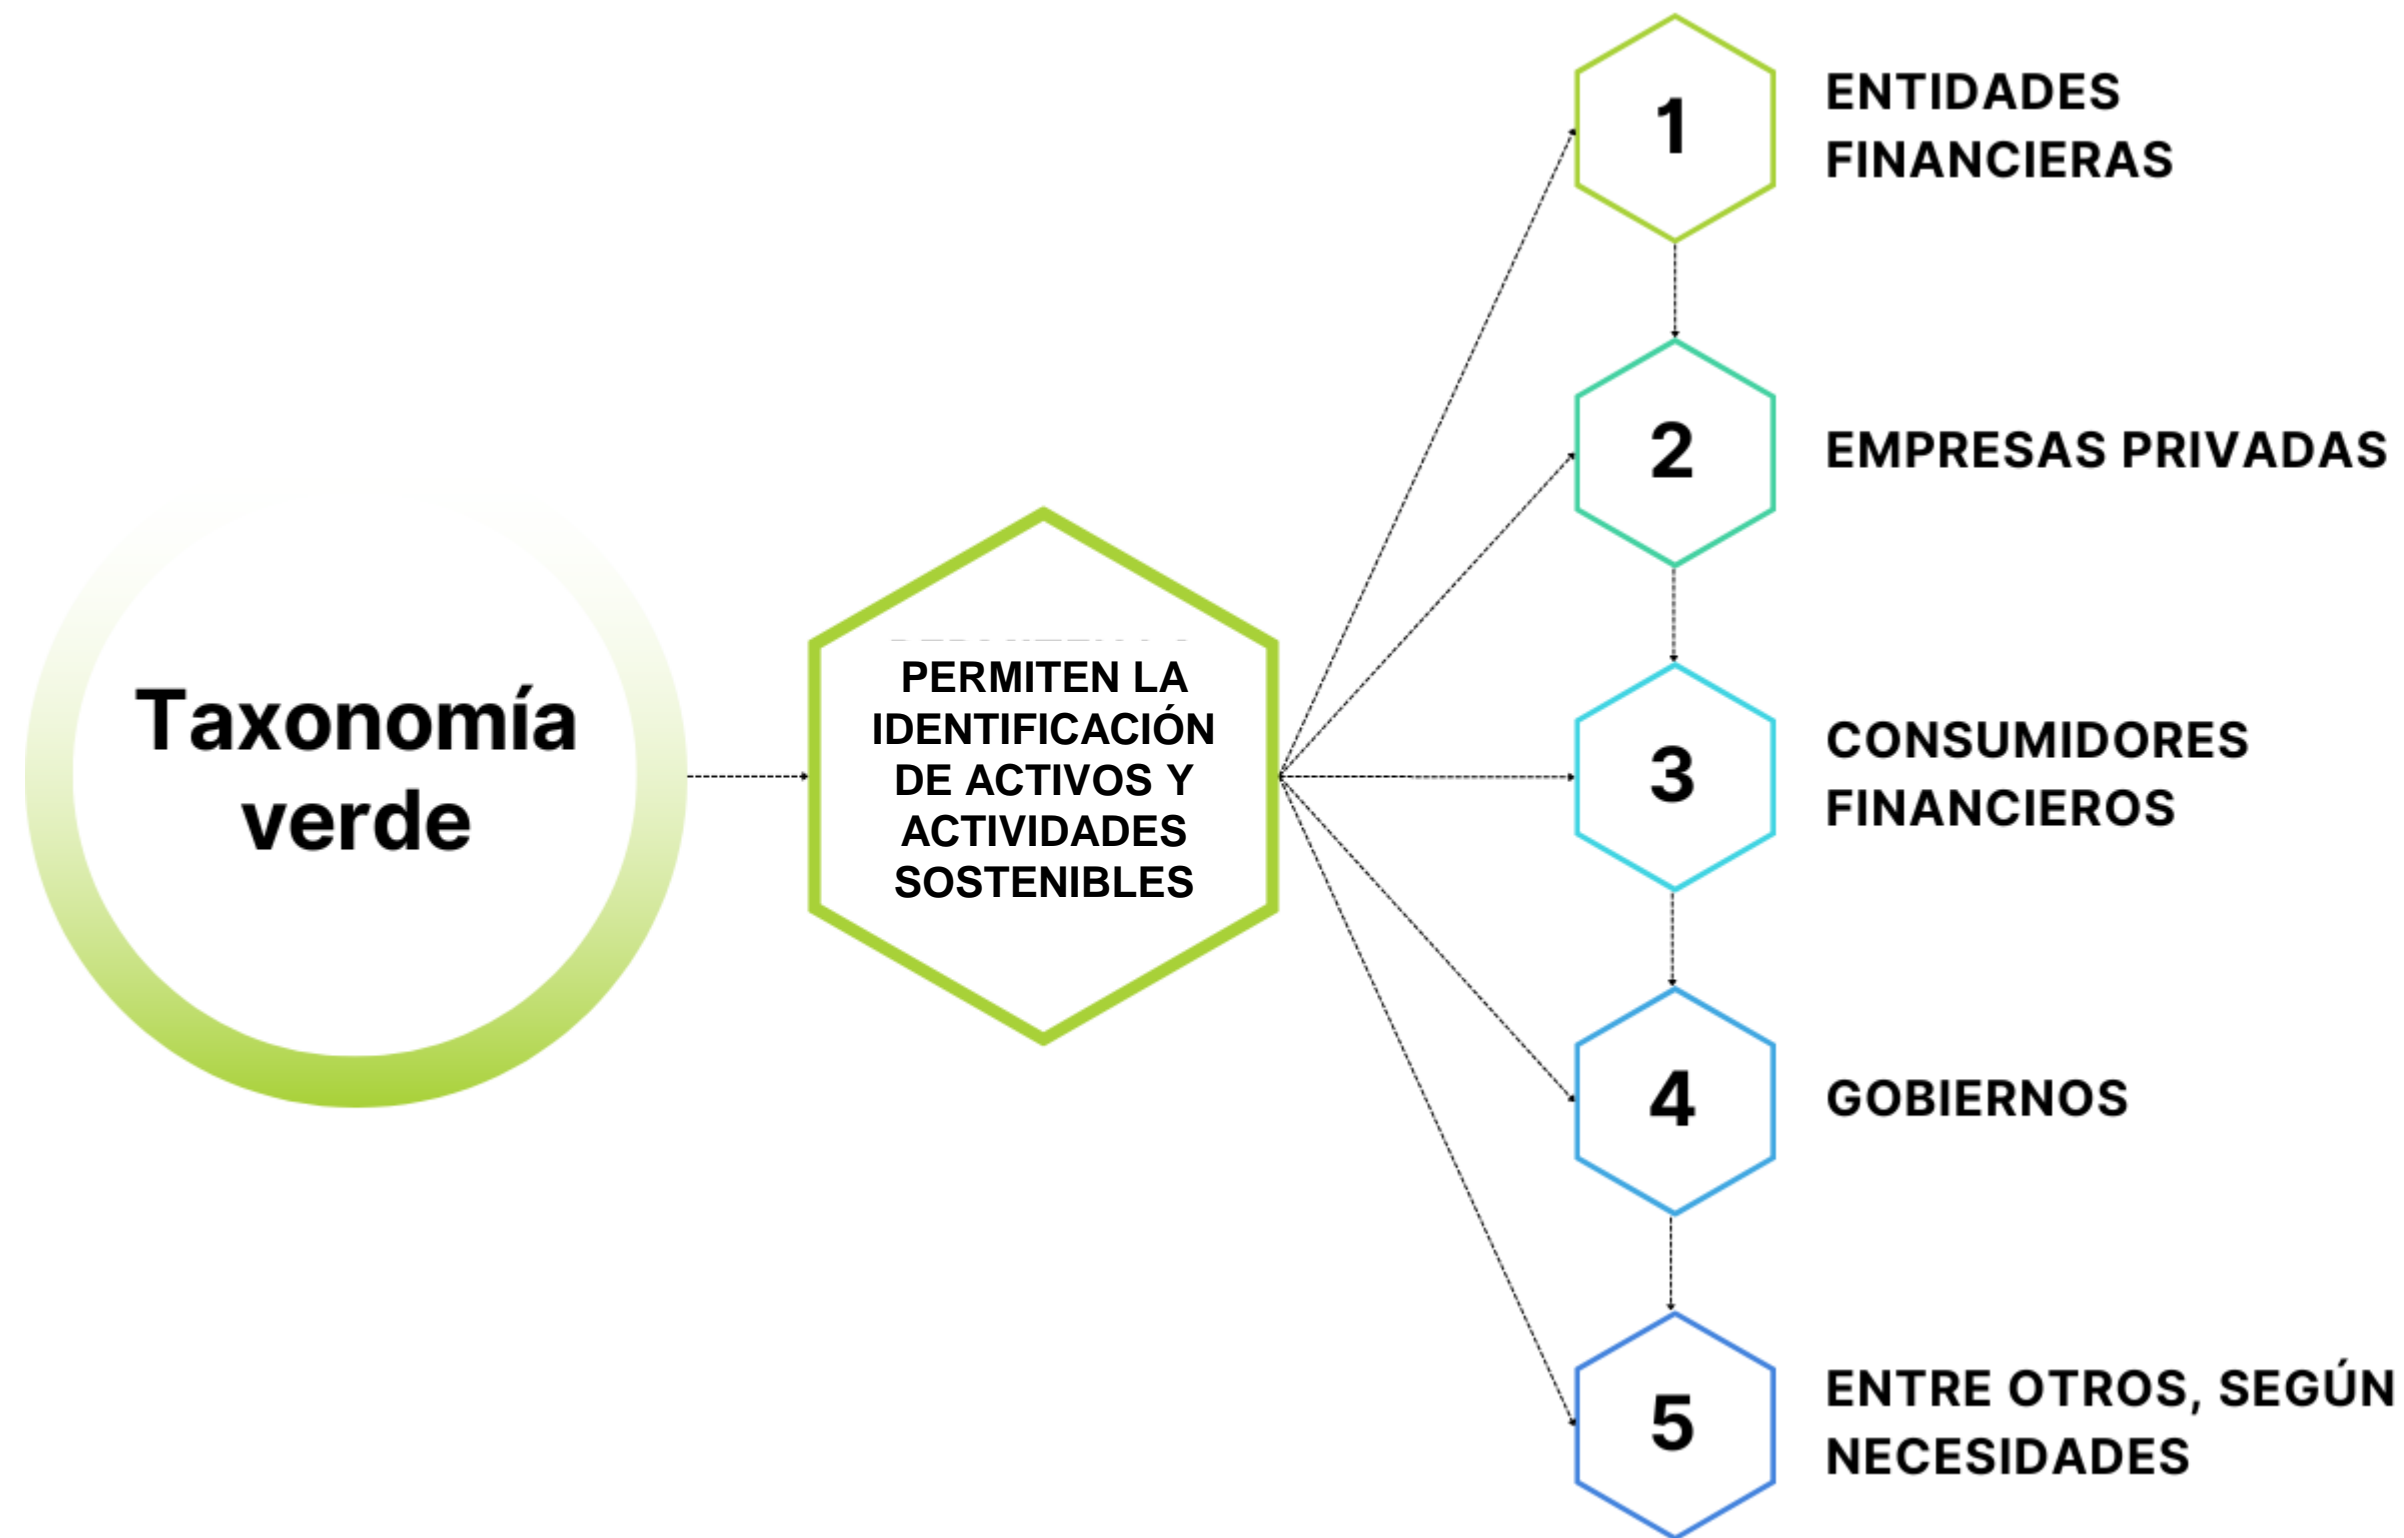 Taxonomía
verde
PERMITEN LA
IDENTIFICACIÓN
DE ACTIVOS Y
ACTIVIDADES
SOSTENIBLES
1
ENTIDADES
FINANCIERAS
2
EMPRESAS PRIVADAS
3
CONSUMIDORES
FINANCIEROS
4
GOBIERNOS
5
ENTRE OTROS, SEGÚN
NECESIDADES